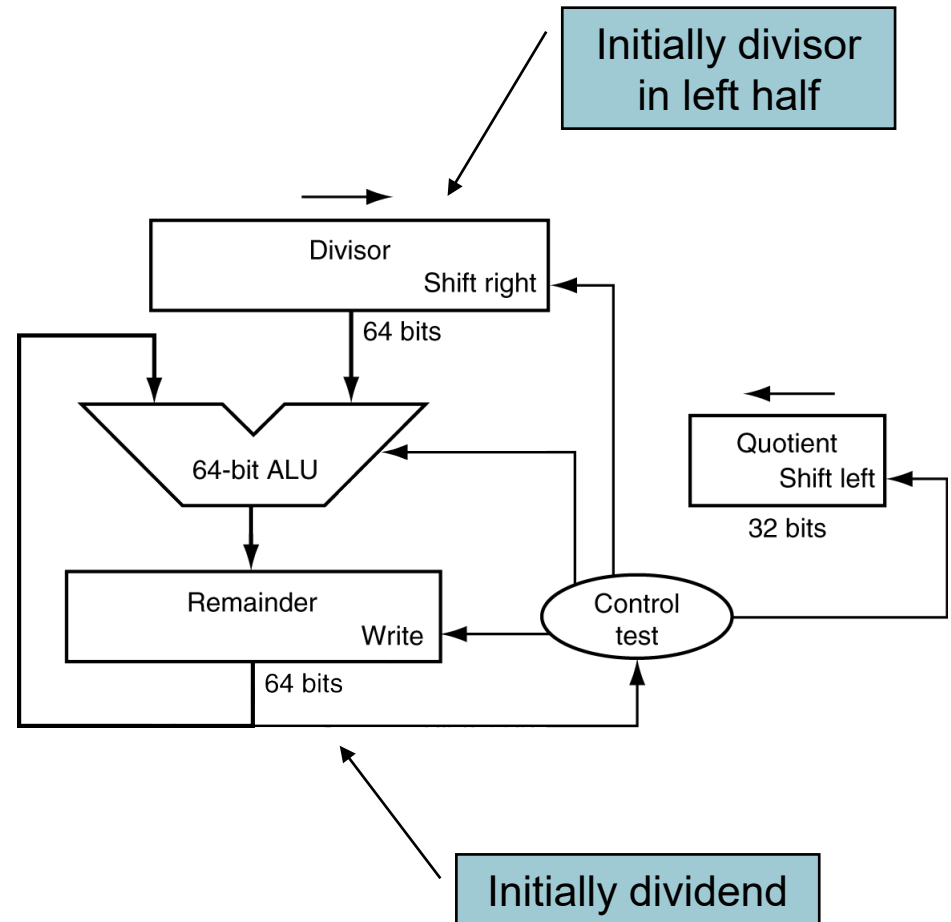 Initially divisor
in left half
Divisor
Shift right
64 bits
64-bit ALU
Quotient
Shift left
32 bits
Remainder
Write
Control
test
64 bits
Initially dividend